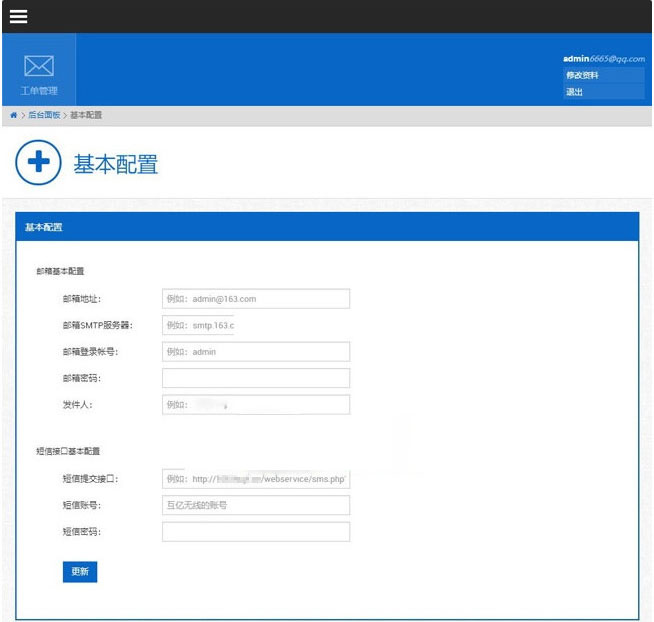 工单管理
admin6665@qq.com
修改资料
退出
后台面板 > 基本配置
基本配置
基本配置
邮箱基本配置
邮箱地址： 例如：admin@163.com
邮箱SMTP服务器： 例如：smtp.163.c
邮箱登录帐号： 例如：admin
邮箱密码：
发件人： 例如：
短信接口基本配置
短信提交接口： 例如：http:// /webservice/sms.php'
短信账号： 互亿无线的账号
短信密码：
更新